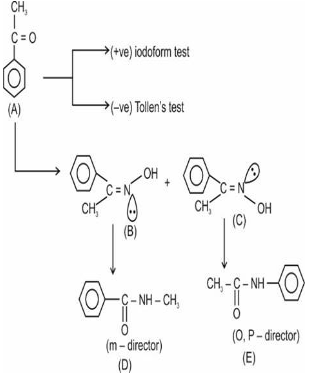 CH₃
C=O
(A)
(+ve) iodoform test
(–ve) Tollen's test
C=N OH
CH₃
(B)
+
C=N
CH₃ OH
(C)
C – NH – CH₃
O
(m – director)
(D)
CH₃ – C – NH
O
(O, P – director)
(E)